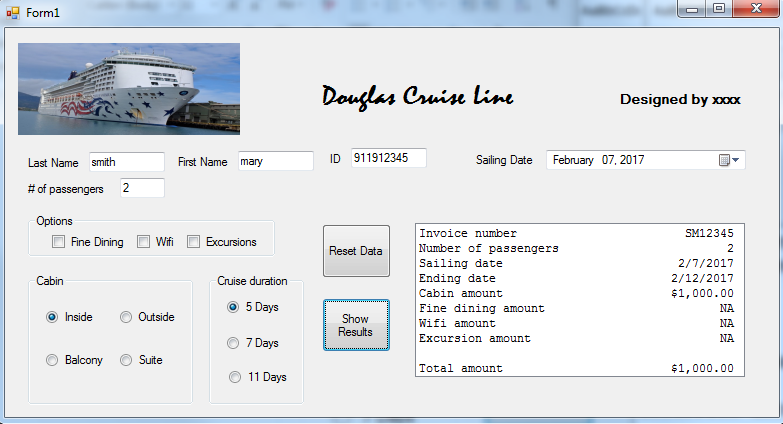 Form1
Douglas Cruise Line
Designed by xxxx
Last Name smith First Name mary ID 911912345 Sailing Date February 07, 2017
# of passengers 2
Options
Fine Dining Wifi Excursions
Cabin
Inside Outside
Balcony Suite
Cruise duration
5 Days
7 Days
11 Days
Reset Data
Show
Results
Invoice number SM12345
Number of passengers 2
Sailing date 2/7/2017
Ending date 2/12/2017
Cabin amount $1,000.00
Fine dining amount NA
Wifi amount NA
Excursion amount NA
Total amount $1,000.00